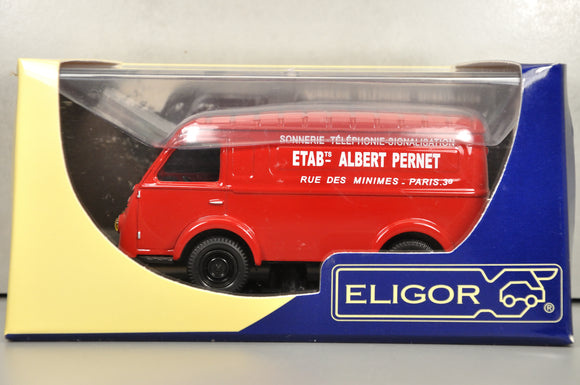 SONNERIE-TÉLÉPHONIE-SIGNALISATION
ETABTS ALBERT PERNET
RUE DES MINIMES - PARIS.3e
ELIGOR ®